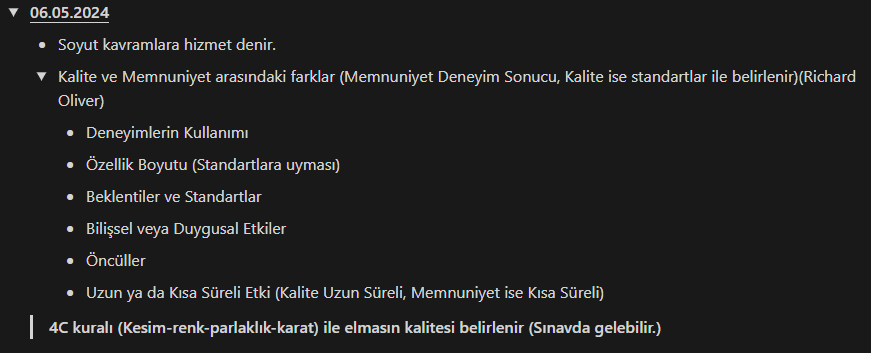 06.05.2024
Soyut kavramlara hizmet denir.
Kalite ve Memnuniyet arasındaki farklar (Memnuniyet Deneyim Sonucu, Kalite ise standartlar ile belirlenir)(Richard
Oliver)
Deneyimlerin Kullanımı
Özellik Boyutu (Standartlara uyması)
Beklentiler ve Standartlar
Bilişsel veya Duygusal Etkiler
Öncüller
Uzun ya da Kısa Süreli Etki (Kalite Uzun Süreli, Memnuniyet ise Kısa Süreli)
4C kuralı (Kesim-renk-parlaklık-karat) ile elmasın kalitesi belirlenir (Sınavda gelebilir.)